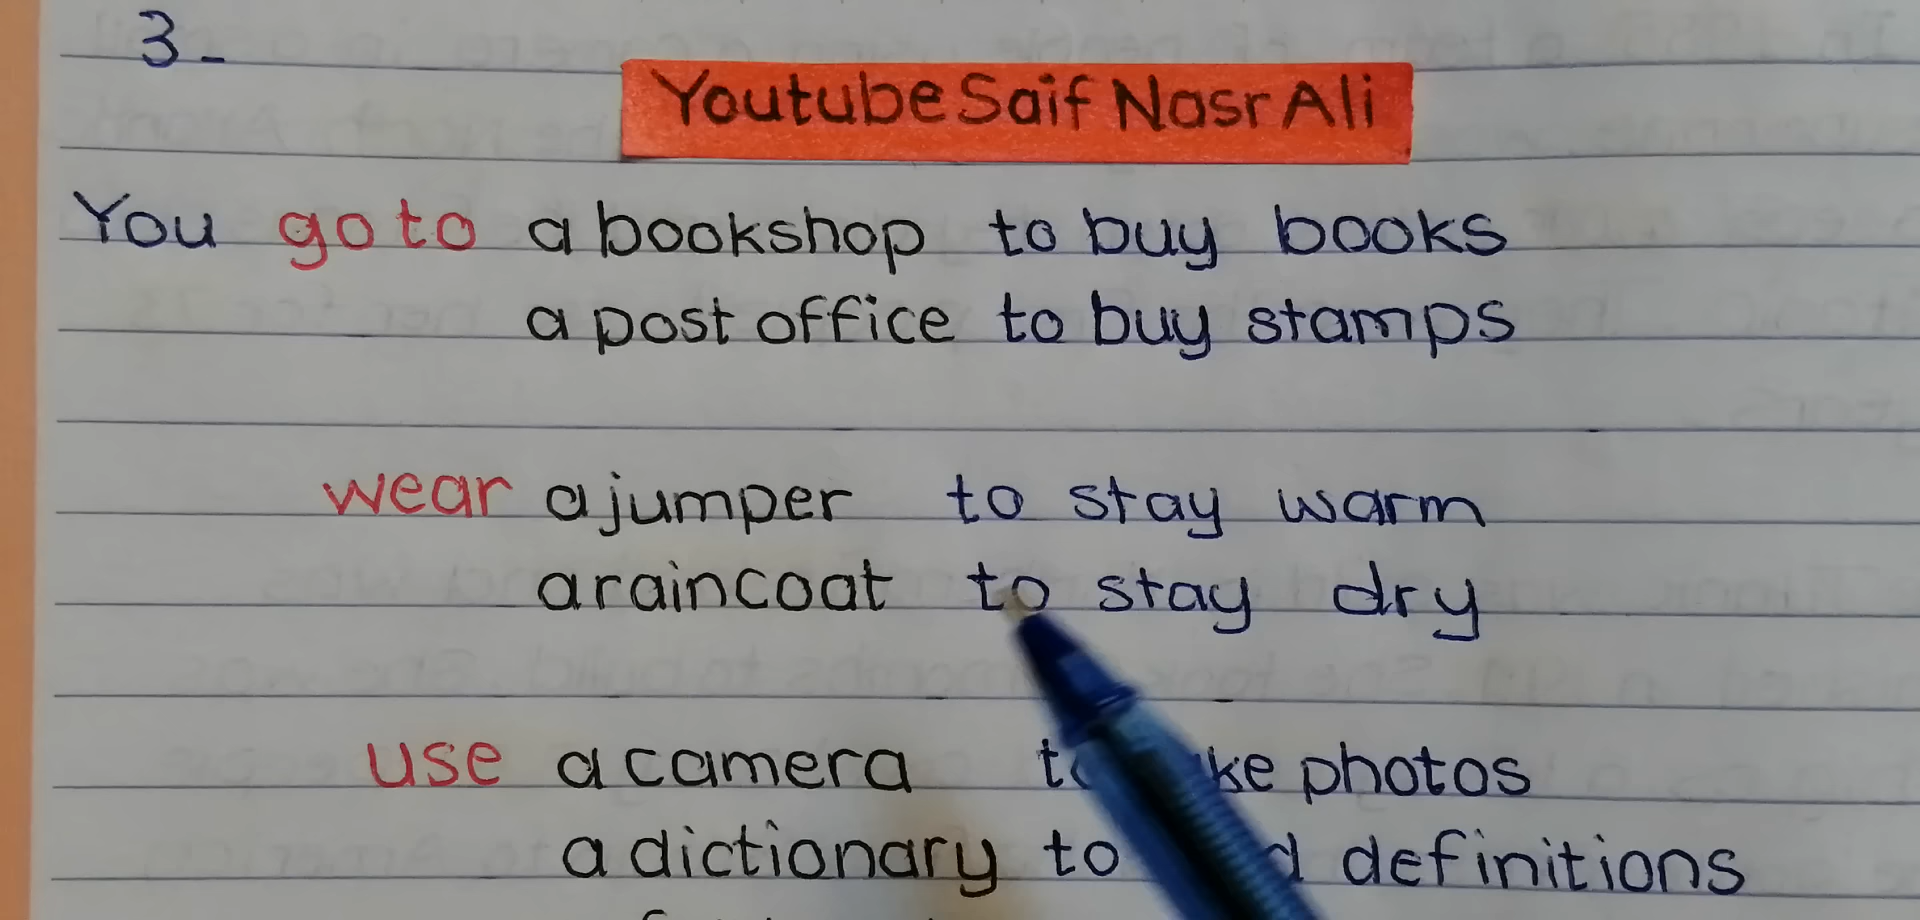 3-
Youtube Saif Nasr Ali
You go to a bookshop to buy books
a post office to buy stamps
wear a jumper to stay warm
a raincoat to stay dry
use a camera photos
a dictionary to definitions